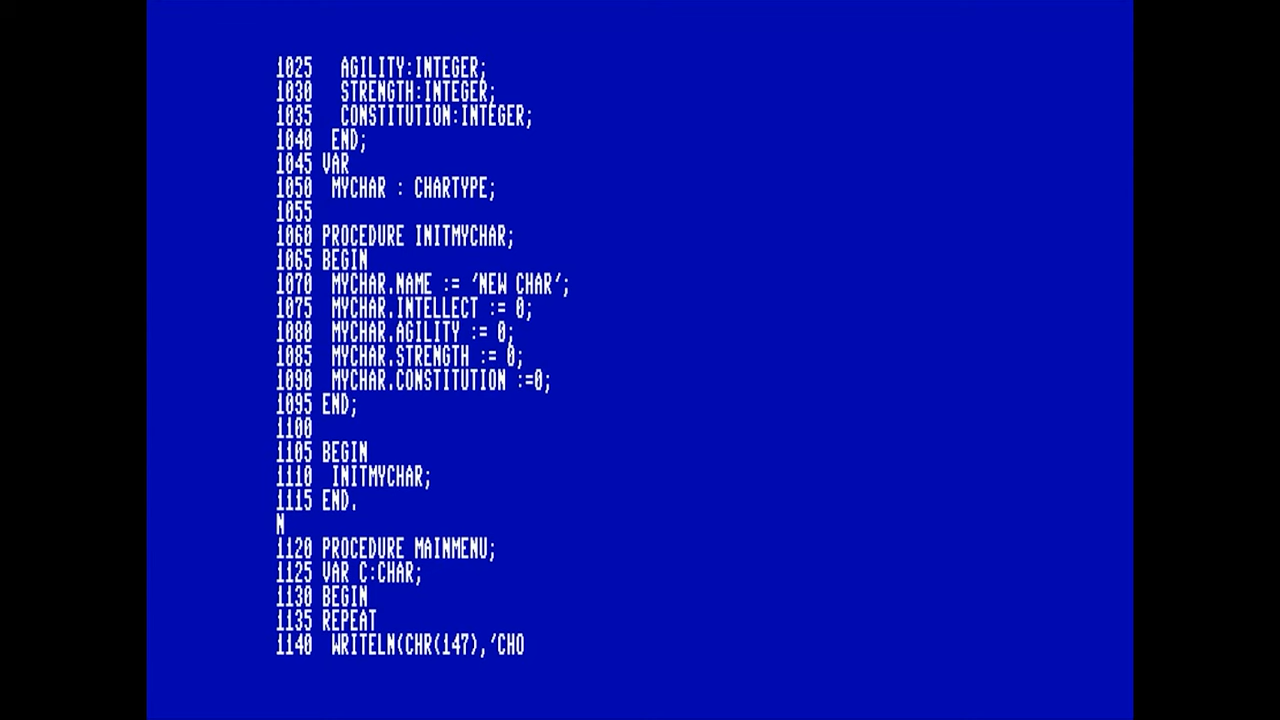 1025   AGILITY:INTEGER;
1030   STRENGTH:INTEGER;
1035   CONSTITUTION:INTEGER;
1040  END;
1045 VAR
1050  MYCHAR : CHARTYPE;
1055
1060 PROCEDURE INITMYCHAR;
1065 BEGIN
1070  MYCHAR.NAME := 'NEW CHAR';
1075  MYCHAR.INTELLECT := 0;
1080  MYCHAR.AGILITY := 0;
1085  MYCHAR.STRENGTH := 0;
1090  MYCHAR.CONSTITUTION :=0;
1095 END;
1100
1105 BEGIN
1110  INITMYCHAR;
1115 END.
N
1120 PROCEDURE MAINMENU;
1125 VAR C:CHAR;
1130 BEGIN
1135 REPEAT
1140  WRITELN(CHR(147),'CHO